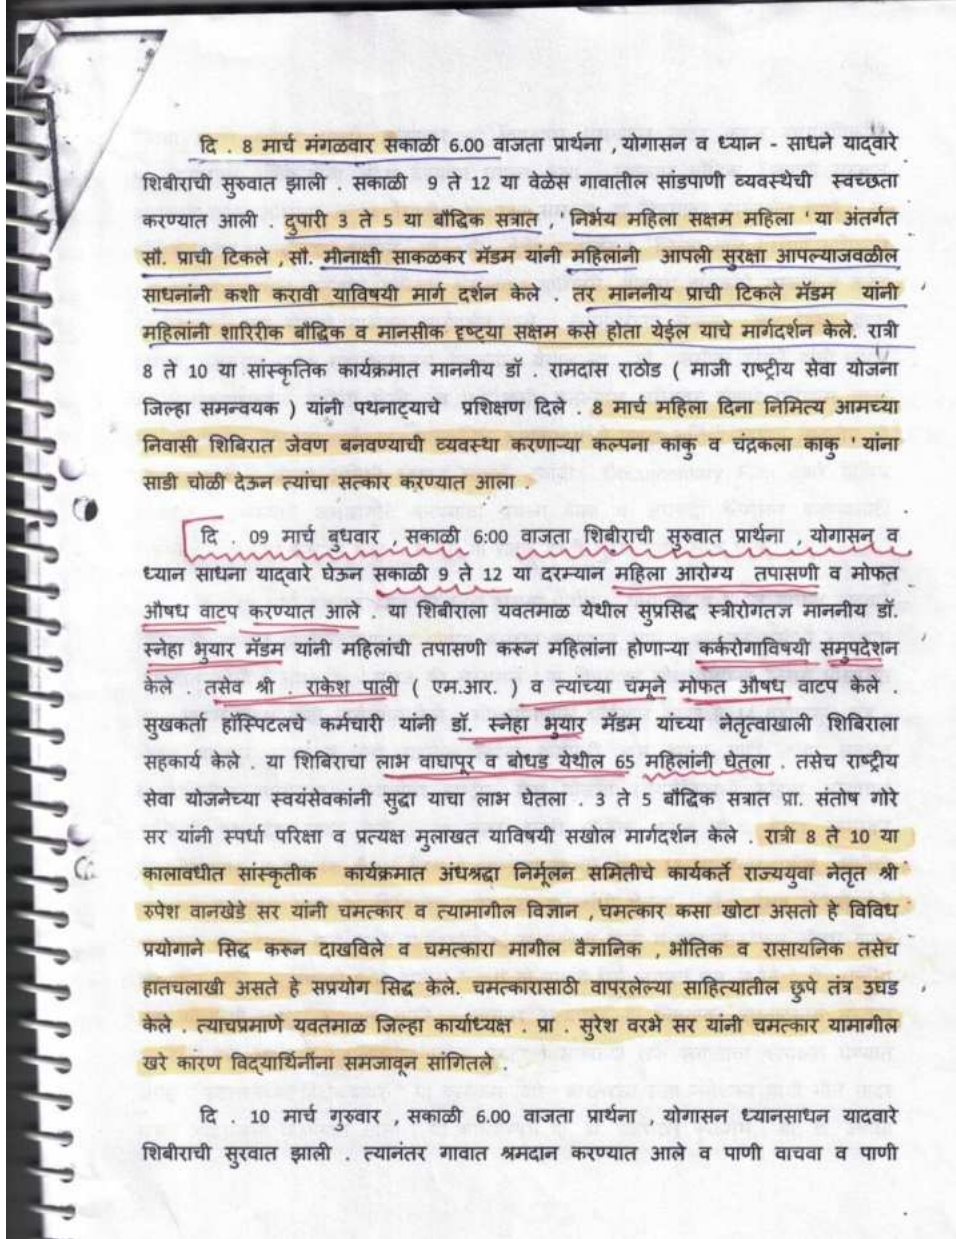 दि . 8 मार्च मंगळवार सकाळी 6.00 वाजता प्रार्थना , योगासन व ध्यान - साधने याद्वारे
शिबीराची सुरुवात झाली . सकाळी 9 ते 12 या वेळेस गावातील सांडपाणी व्यवस्थेची स्वच्छता
करण्यात आली . दुपारी 3 ते 5 या बौद्धिक सत्रात , ' निर्भय महिला सक्षम महिला ' या अंतर्गत
सौ. प्राची टिकले , सौ. मीनाक्षी साकळकर मॅडम यांनी महिलांनी आपली सुरक्षा आपल्याजवळील
साधनांनी कशी करावी याविषयी मार्ग दर्शन केले . तर माननीय प्राची टिकले मॅडम यांनी
महिलांनी शारिरीक बौद्धिक व मानसीक दृष्ट्या सक्षम कसे होता येईल याचे मार्गदर्शन केले. रात्री
8 ते 10 या सांस्कृतिक कार्यक्रमात माननीय डॉ . रामदास राठोड ( माजी राष्ट्रीय सेवा योजना
जिल्हा समन्वयक ) यांनी पथनाट्याचे प्रशिक्षण दिले . 8 मार्च महिला दिना निमित्य आमच्या
निवासी शिबिरात जेवण बनवण्याची व्यवस्था करणाऱ्या कल्पना काकु व चंद्रकला काकु ' यांना
साडी चोळी देऊन त्यांचा सत्कार करण्यात आला .
दि . 09 मार्च बुधवार , सकाळी 6:00 वाजता शिबीराची सुरुवात प्रार्थना , योगासन व
ध्यान साधना याद्वारे घेऊन सकाळी 9 ते 12 या दरम्यान महिला आरोग्य तपासणी व मोफत
औषध वाटप करण्यात आले . या शिबीराला यवतमाळ येथील सुप्रसिद्ध स्त्रीरोगतज्ञ माननीय डॉ.
स्नेहा भुयार मॅडम यांनी महिलांची तपासणी करून महिलांना होणाऱ्या कर्करोगाविषयी समुपदेशन
केले . तसेच श्री . राकेश पाली ( एम.आर. ) व त्यांच्या चमूने मोफत औषध वाटप केले .
सुखकर्ता हॉस्पिटलचे कर्मचारी यांनी डॉ. स्नेहा भुयार मॅडम यांच्या नेतृत्वाखाली शिबिराला
सहकार्य केले . या शिबिराचा लाभ वाघापूर व बोधड येथील 65 महिलांनी घेतला . तसेच राष्ट्रीय
सेवा योजनेच्या स्वयंसेवकांनी सुद्धा याचा लाभ घेतला . 3 ते 5 बौद्धिक सत्रात प्रा. संतोष गोरे
सर यांनी स्पर्धा परिक्षा व प्रत्यक्ष मुलाखत याविषयी सखोल मार्गदर्शन केले . रात्री 8 ते 10 या
कालावधीत सांस्कृतीक कार्यक्रमात अंधश्रद्धा निर्मूलन समितीचे कार्यकर्ते राज्ययुवा नेतृत श्री
रुपेश वानखेडे सर यांनी चमत्कार व त्यामागील विज्ञान , चमत्कार कसा खोटा असतो हे विविध
प्रयोगाने सिद्ध करून दाखविले व चमत्कारा मागील वैज्ञानिक , भौतिक व रासायनिक तसेच
हातचलाखी असते हे सप्रयोग सिद्ध केले. चमत्कारासाठी वापरलेल्या साहित्यातील छुपे तंत्र उघड
केले . त्याचप्रमाणे यवतमाळ जिल्हा कार्याध्यक्ष . प्रा . सुरेश वरभे सर यांनी चमत्कार यामागील
खरे कारण विद्यार्थिनींना समजावून सांगितले .
दि . 10 मार्च गुरुवार , सकाळी 6.00 वाजता प्रार्थना , योगासन ध्यानसाधन याद्वारे
शिबीराची सुरवात झाली . त्यानंतर गावात श्रमदान करण्यात आले व पाणी वाचवा व पाणी